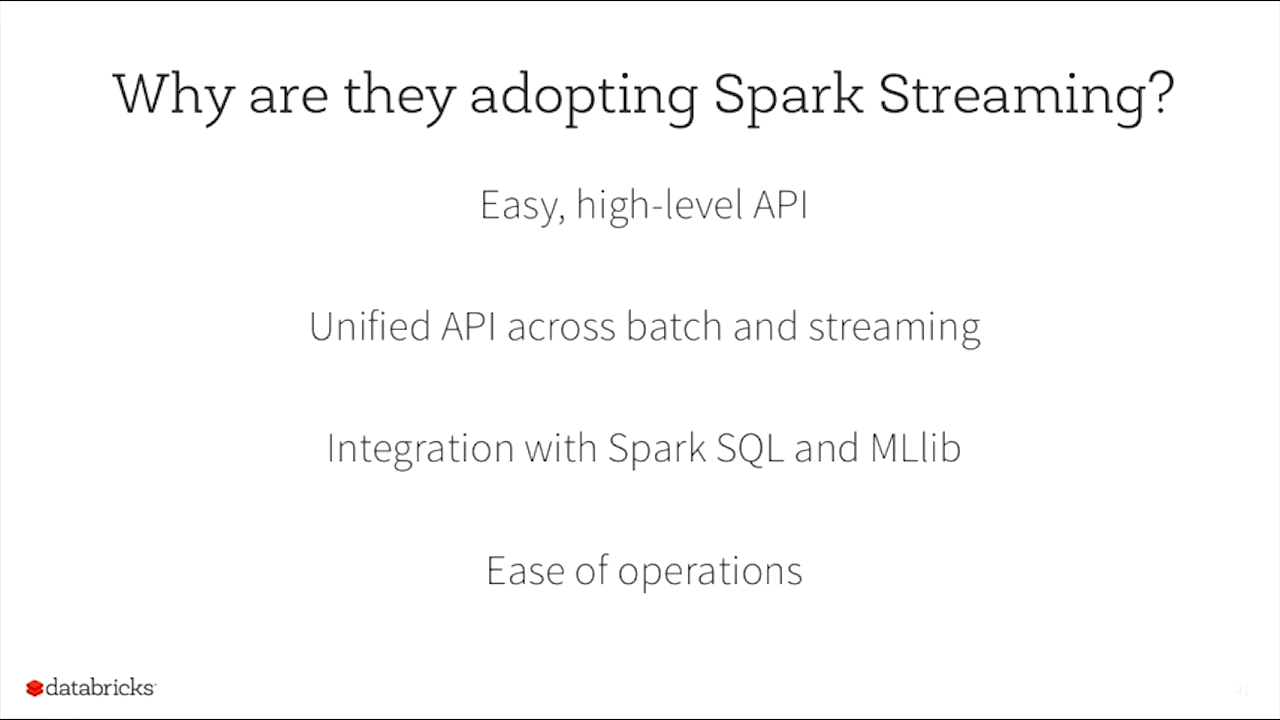 Why are they adopting Spark Streaming?
Easy, high-level API
Unified API across batch and streaming
Integration with Spark SQL and MLlib
Ease of operations
databricks